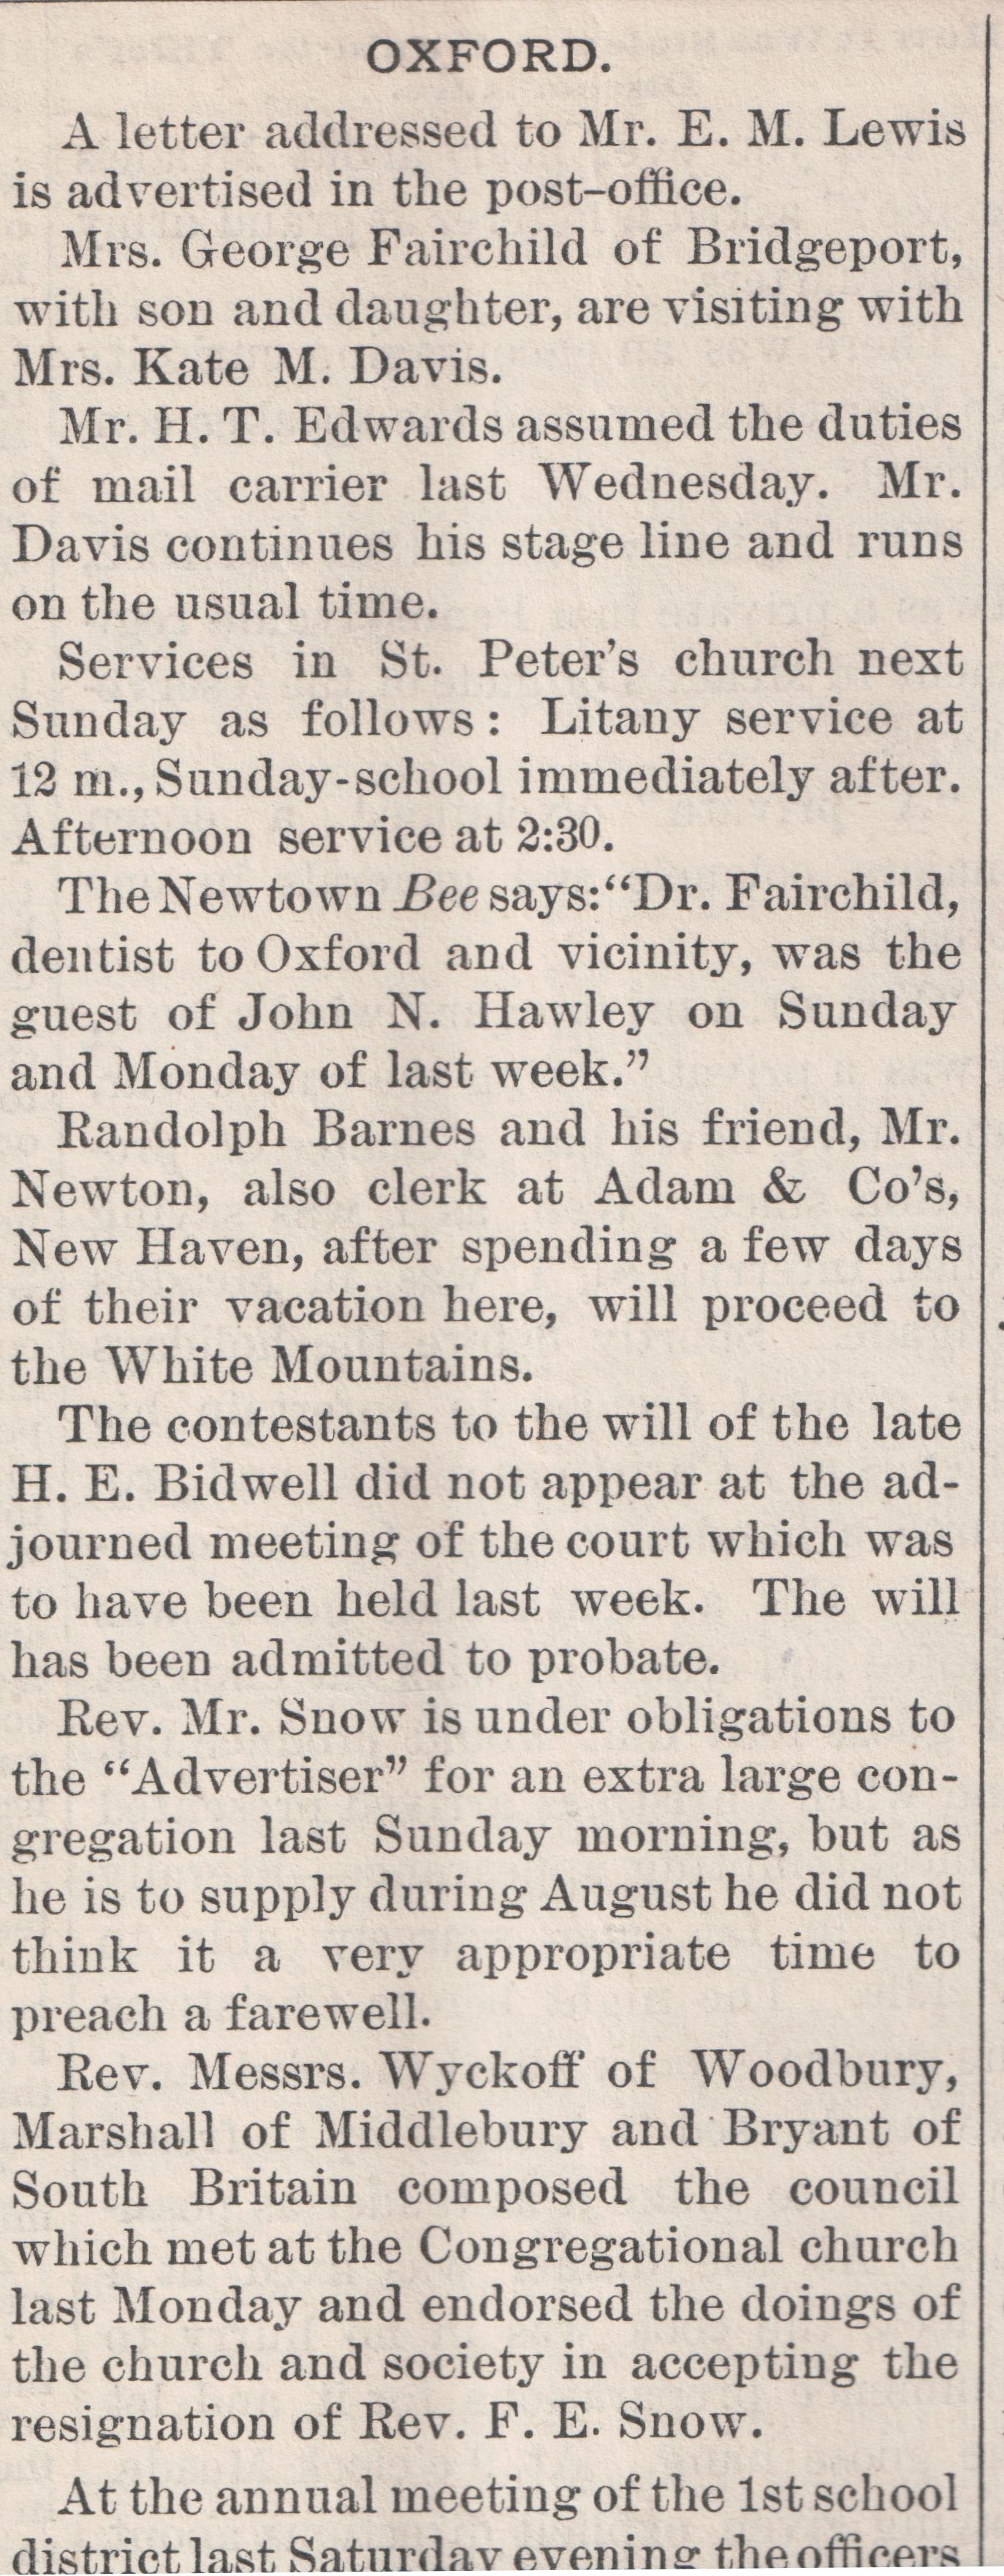 OXFORD.
A letter addressed to Mr. E. M. Lewis
is advertised in the post-office.
Mrs. George Fairchild of Bridgeport,
with son and daughter, are visiting with
Mrs. Kate M. Davis.
Mr. H. T. Edwards assumed the duties
of mail carrier last Wednesday. Mr.
Davis continues his stage line and runs
on the usual time.
Services in St. Peter's church next
Sunday as follows: Litany service at
12 m., Sunday-school immediately after.
Afternoon service at 2:30.
The Newtown Bee says:"Dr. Fairchild,
dentist to Oxford and vicinity, was the
guest of John N. Hawley on Sunday
and Monday of last week."
Randolph Barnes and his friend, Mr.
Newton, also clerk at Adam & Co's,
New Haven, after spending a few days
of their vacation here, will proceed to
the White Mountains.
The contestants to the will of the late
H. E. Bidwell did not appear at the ad-
journed meeting of the court which was
to have been held last week. The will
has been admitted to probate.
Rev. Mr. Snow is under obligations to
the "Advertiser" for an extra large con-
gregation last Sunday morning, but as
he is to supply during August he did not
think it a very appropriate time to
preach a farewell.
Rev. Messrs. Wyckoff of Woodbury,
Marshall of Middlebury and Bryant of
South Britain composed the council
which met at the Congregational church
last Monday and endorsed the doings of
the church and society in accepting the
resignation of Rev. F. E. Snow.
At the annual meeting of the 1st school
district last Saturday evening the officers